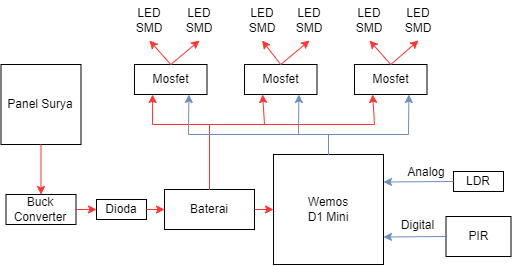 LED
SMD
LED
SMD
LED
SMD
LED
SMD
LED
SMD
LED
SMD
Mosfet
Mosfet
Mosfet
Panel Surya
Buck
Converter
Dioda
Baterai
Wemos
D1 Mini
Analog
LDR
Digital
PIR